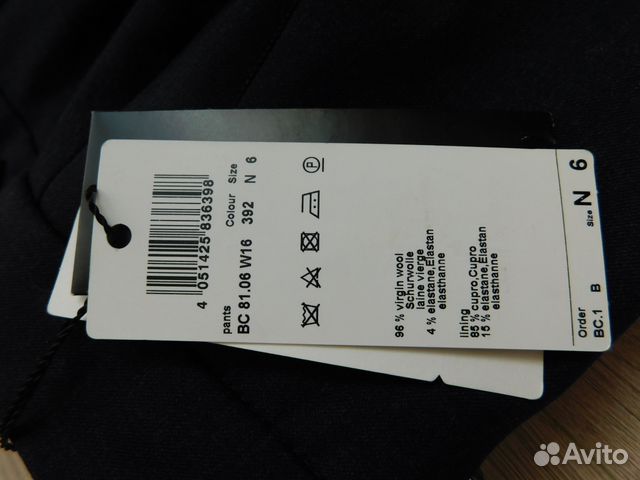 4 051425 836398
Colour Size
392 N 6
pants
BC 81.06 W16
P
96 % virgin wool
Schurwolle
laine vierge
4 % elastane,Elastan
elasthanne
lining
85 % cupro,Cupro
15 % elastane,Elastan
elasthanne
Size N 6
Order
BC.1 B
Avito